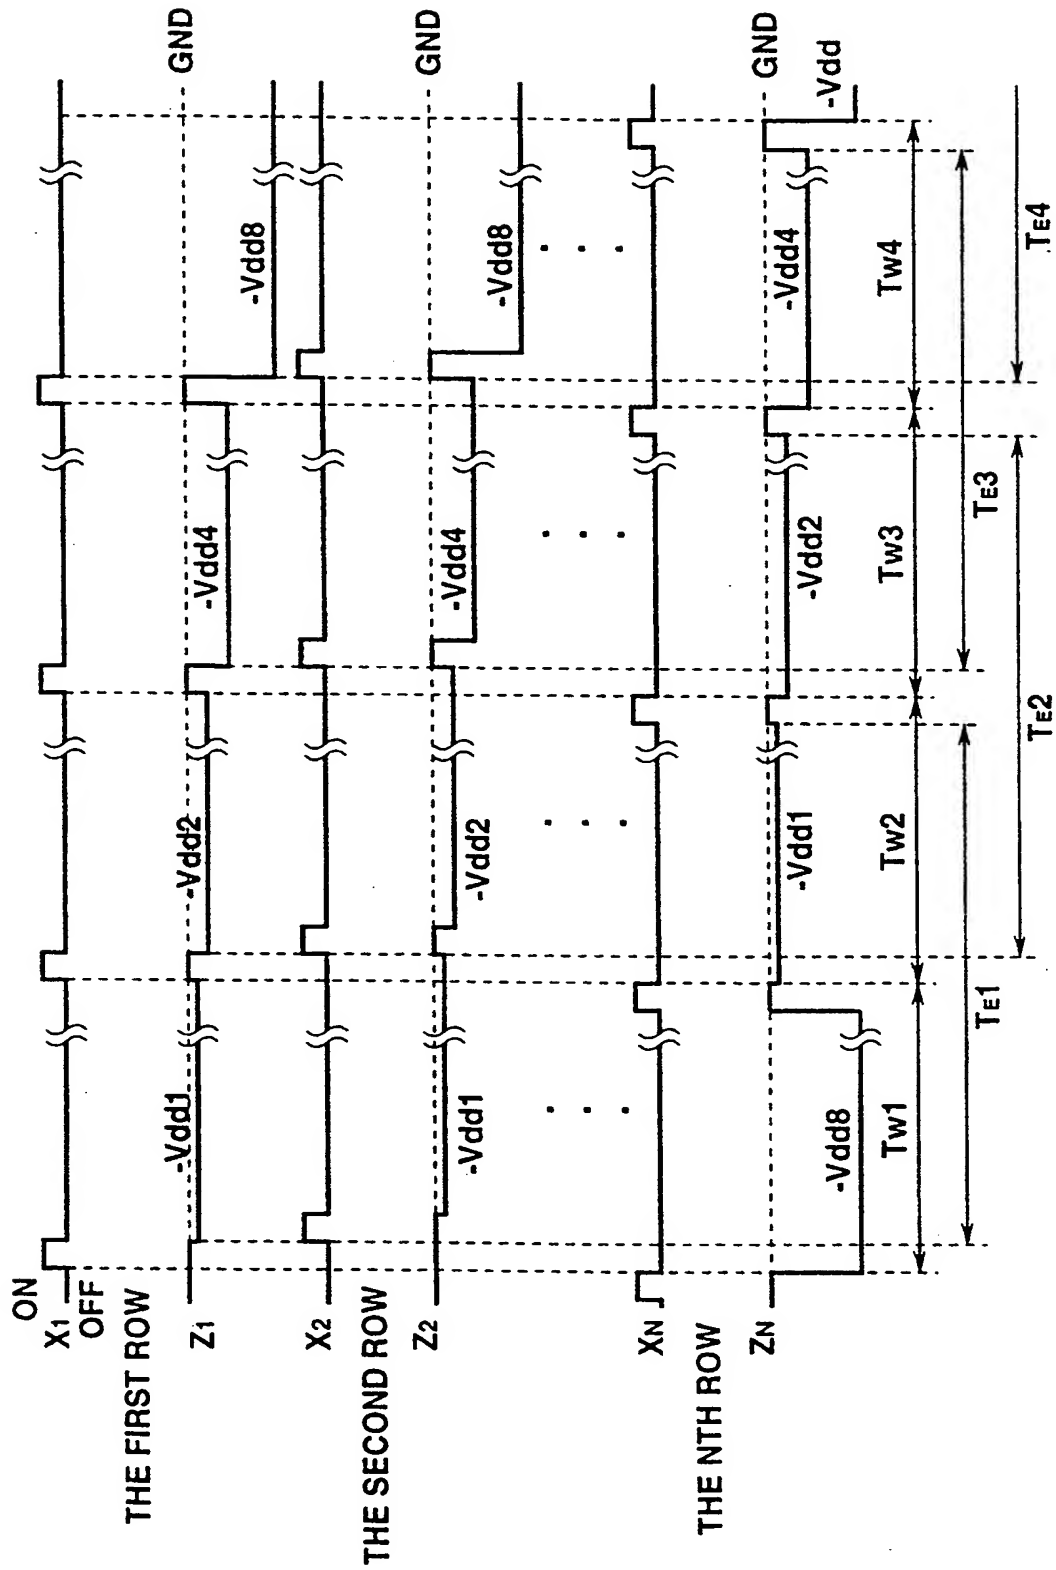 ON
X1
OFF
THE FIRST ROW
GND
Z1
-Vdd1
-Vdd2
-Vdd4
-Vdd8
X2
THE SECOND ROW
GND
Z2
-Vdd1
-Vdd2
-Vdd4
-Vdd8
. . .
. . .
. . .
. . .
XN
THE NTH ROW
GND
ZN
-Vdd8
-Vdd1
-Vdd2
-Vdd4
-Vdd
TW1
TW2
TW3
TW4
TE1
TE3
TE2
TE4